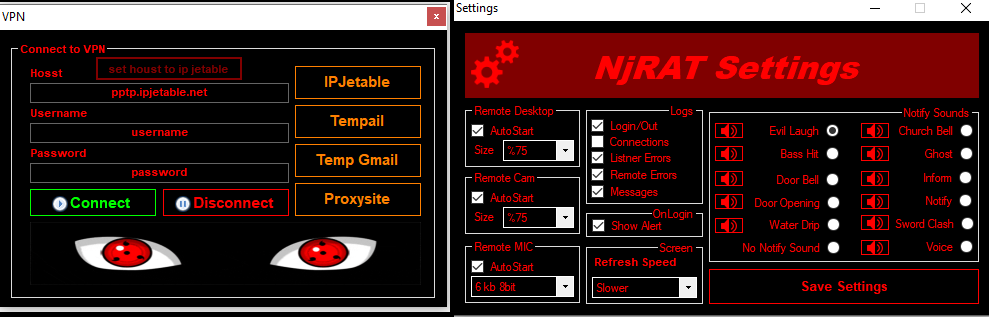 VPN
x
Connect to VPN
Hosst
set houst to ip jetable
pptp.ipjetable.net
Username
username
Password
password
Connect
Disconnect
IPJetable
Tempail
Temp Gmail
Proxysite
Settings
NjRAT Settings
Remote Desktop
AutoStart
Size
%75
Remote Cam
AutoStart
Size
%75
Remote MIC
AutoStart
6 kb 8bit
Logs
Login/Out
Connections
Listner Errors
Remote Errors
Messages
OnLogin
Show Alert
Screen
Refresh Speed
Slower
Notify Sounds
Evil Laugh
Church Bell
Bass Hit
Ghost
Door Bell
Inform
Door Opening
Notify
Water Drip
Sword Clash
No Notify Sound
Voice
Save Settings